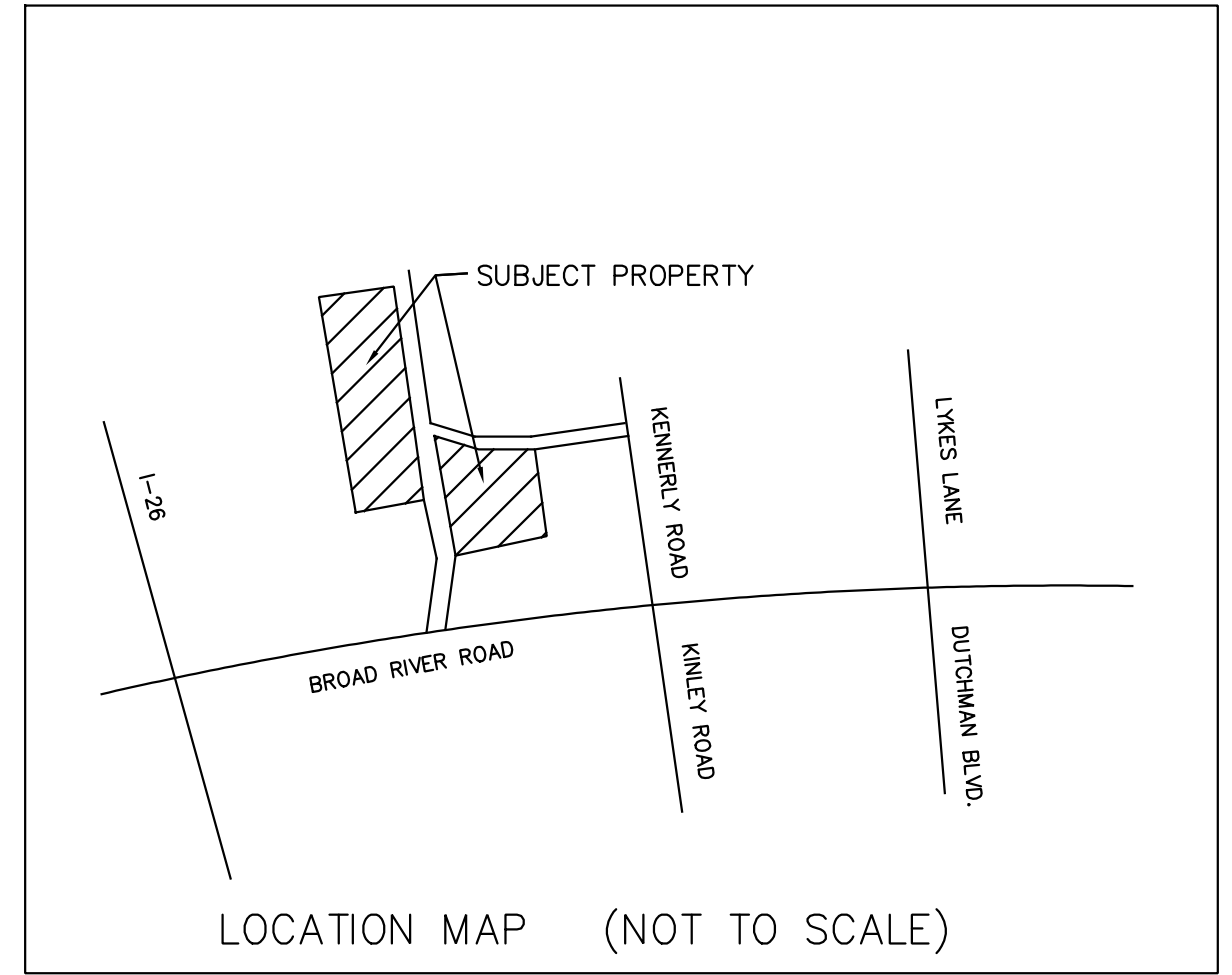 SUBJECT PROPERTY
I-26
KENNERLY ROAD
LYKES LANE
BROAD RIVER ROAD
KINLEY ROAD
DUTCHMAN BLVD.
LOCATION MAP (NOT TO SCALE)